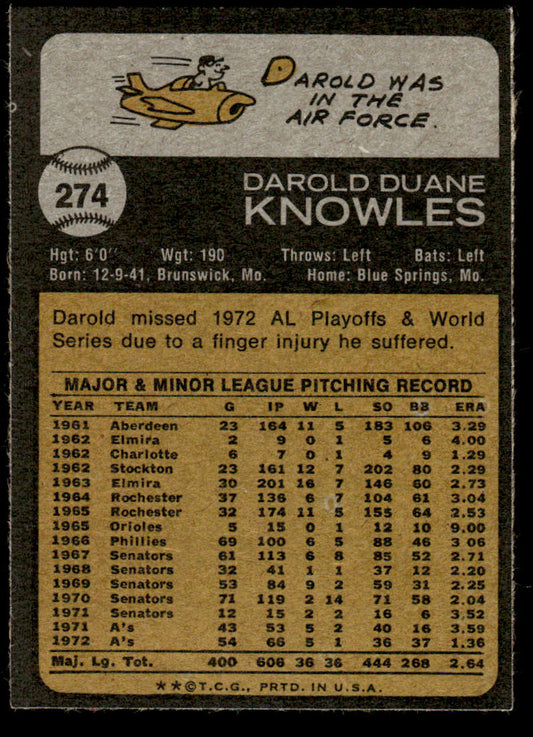 DAROLD WAS
IN THE
AIR FORCE.
274
DAROLD DUANE
KNOWLES
Hgt: 6'0" Wgt: 190 Throws: Left Bats: Left
Born: 12-9-41, Brunswick, Mo. Home: Blue Springs, Mo.
Darold missed 1972 AL Playoffs & World
Series due to a finger injury he suffered.
MAJOR & MINOR LEAGUE PITCHING RECORD
YEAR TEAM G IP W L SO BB ERA
1961 Aberdeen 23 164 11 5 183 106 3.29
1962 Elmira 2 9 0 1 5 6 4.00
1962 Charlotte 6 7 0 1 4 9 1.29
1962 Stockton 23 161 12 7 202 80 2.29
1963 Elmira 30 201 16 7 146 60 2.73
1964 Rochester 37 136 6 7 104 61 3.04
1965 Rochester 32 174 11 5 155 64 2.53
1965 Orioles 5 15 0 1 12 10 9.00
1966 Phillies 69 100 6 5 88 46 3.06
1967 Senators 61 113 6 8 85 52 2.71
1968 Senators 32 41 1 1 37 12 2.20
1969 Senators 53 84 9 2 59 31 2.25
1970 Senators 71 119 2 14 71 58 2.04
1971 Senators 12 15 2 2 16 6 3.52
1971 A's 43 53 5 2 40 16 3.59
1972 A's 54 66 5 1 36 37 1.36
Maj. Lg. Tot. 400 606 36 36 444 268 2.64
**©T.C.G., PRTD. IN U.S.A.